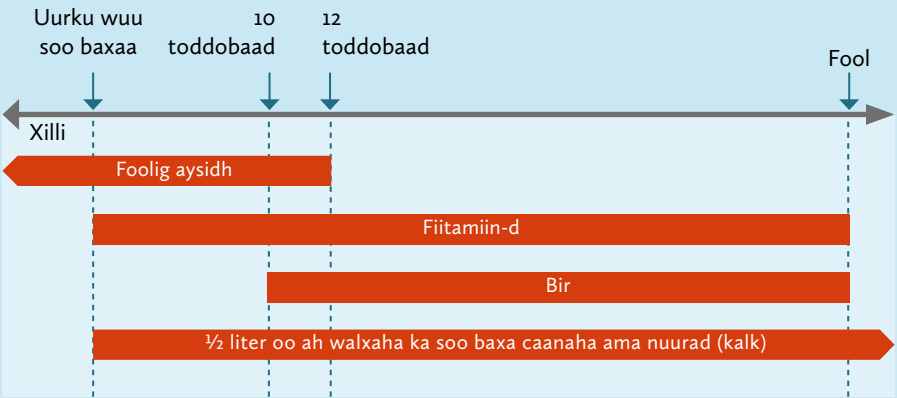 Uurku wuu
soo baxaa
10
toddobaad
12
toddobaad
Fool
Xilli
Foolig aysidh
Fiitamiin-d
Bir
½ liter oo ah walxaha ka soo baxa caanaha ama nuurad (kalk)